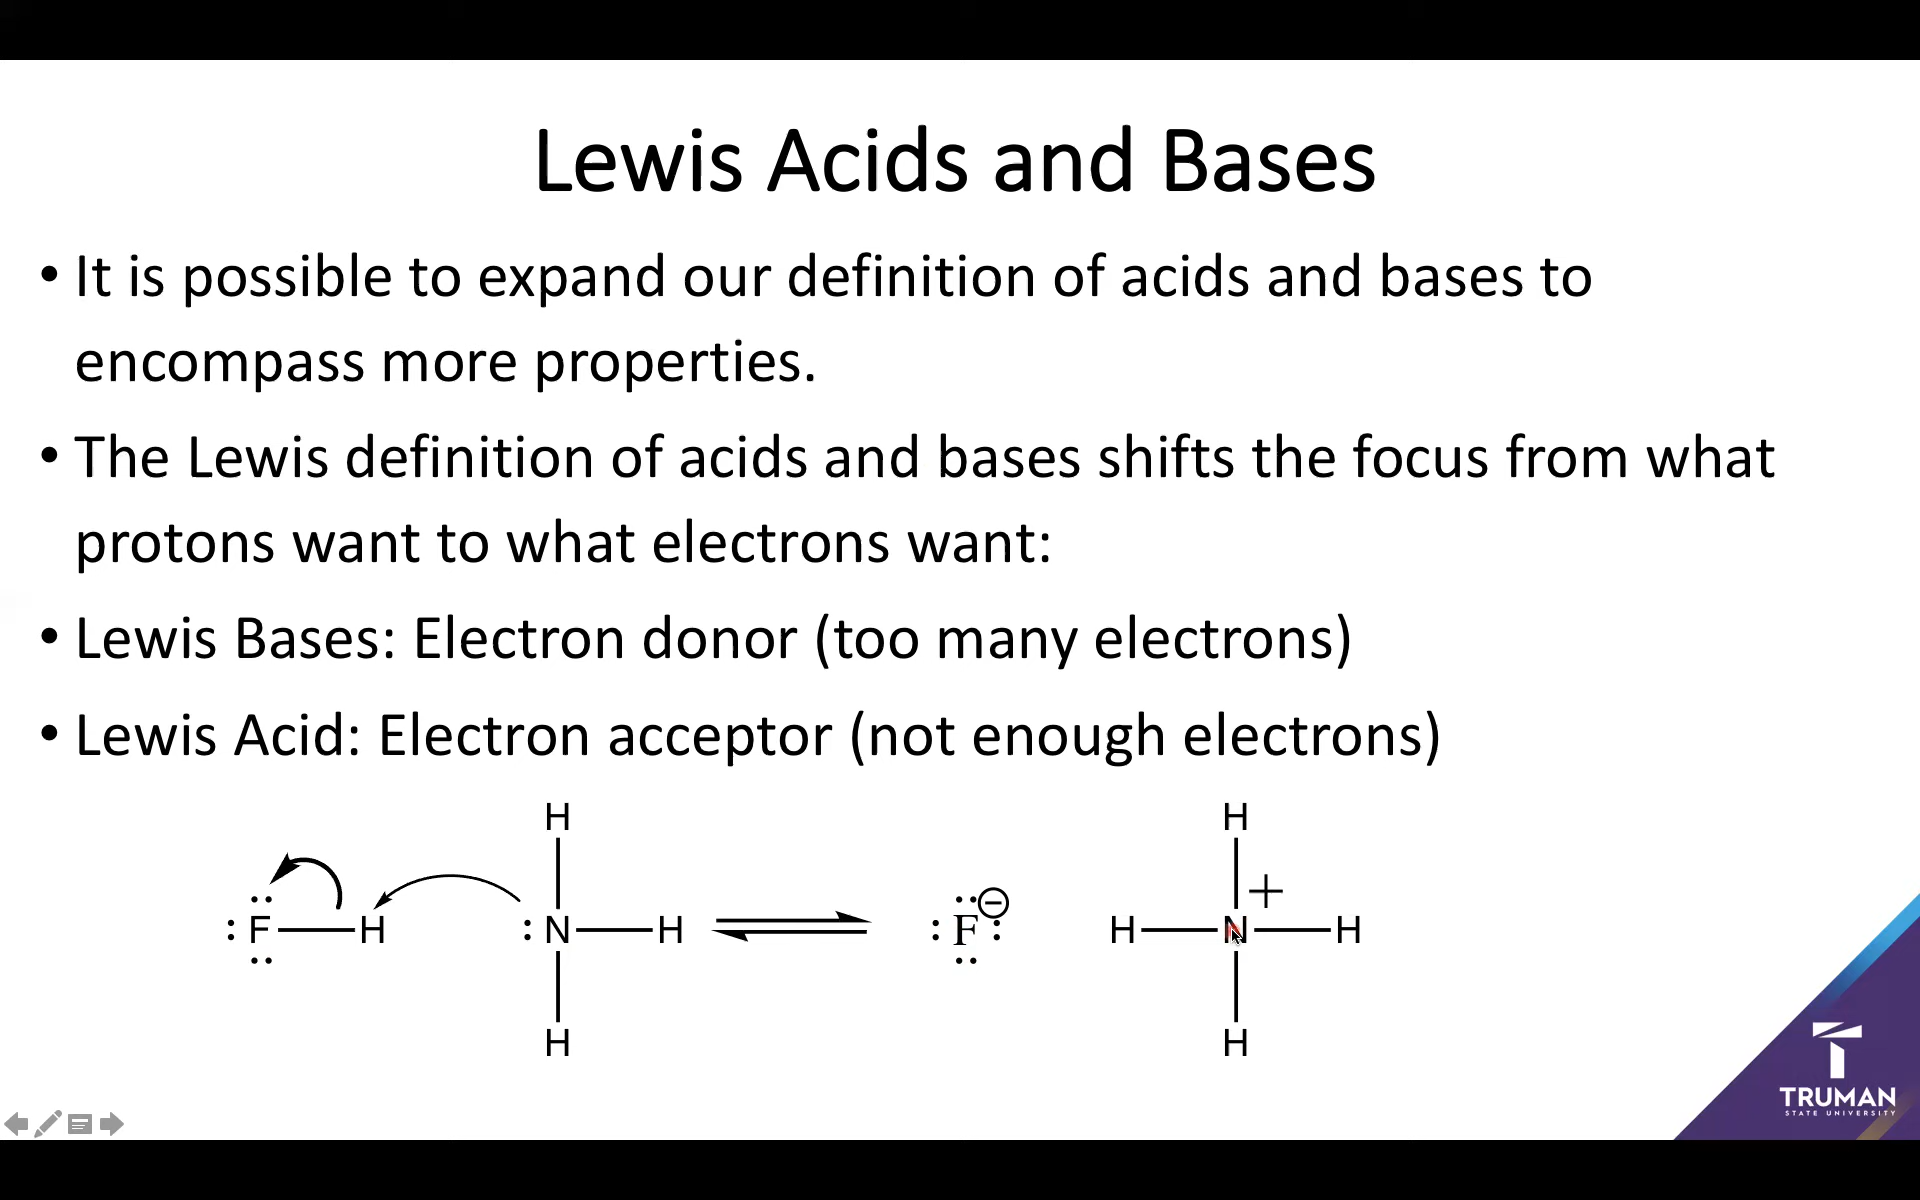 Lewis Acids and Bases
• It is possible to expand our definition of acids and bases to
encompass more properties.
• The Lewis definition of acids and bases shifts the focus from what
protons want to what electrons want:
• Lewis Bases: Electron donor (too many electrons)
• Lewis Acid: Electron acceptor (not enough electrons)
H H
F H N H F − H N + H
H H
TRUMAN
STATE UNIVERSITY